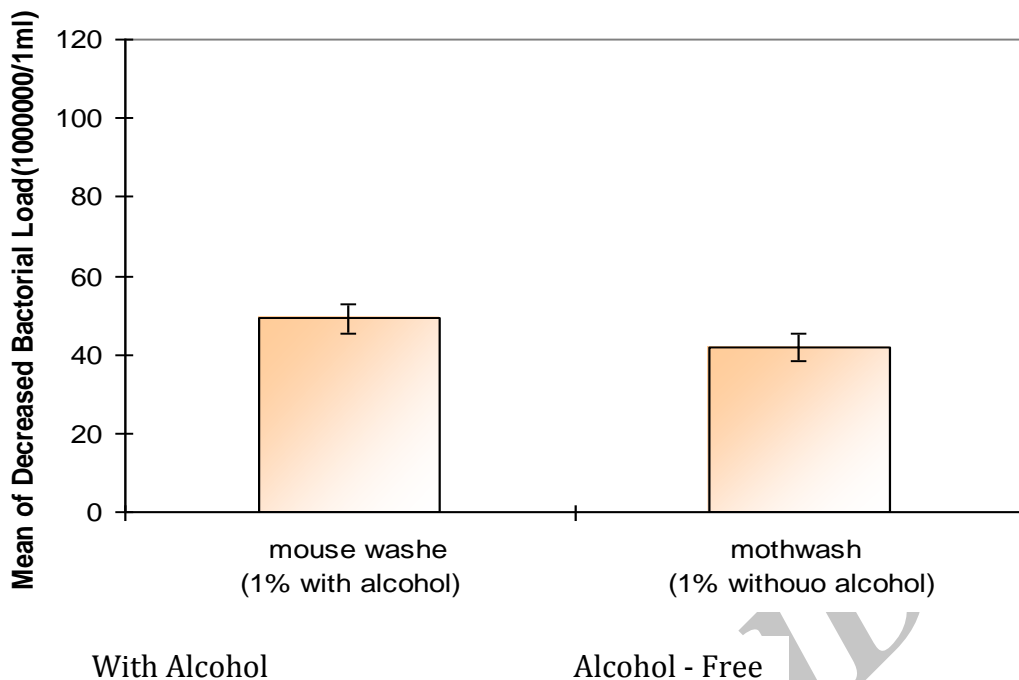 Mean of Decreased Bactorial Load(1000000/1ml)
120
100
80
60
40
20
0
mouse washe
(1% with alcohol)
mothwash
(1% withouo alcohol)
With Alcohol
Alcohol - Free